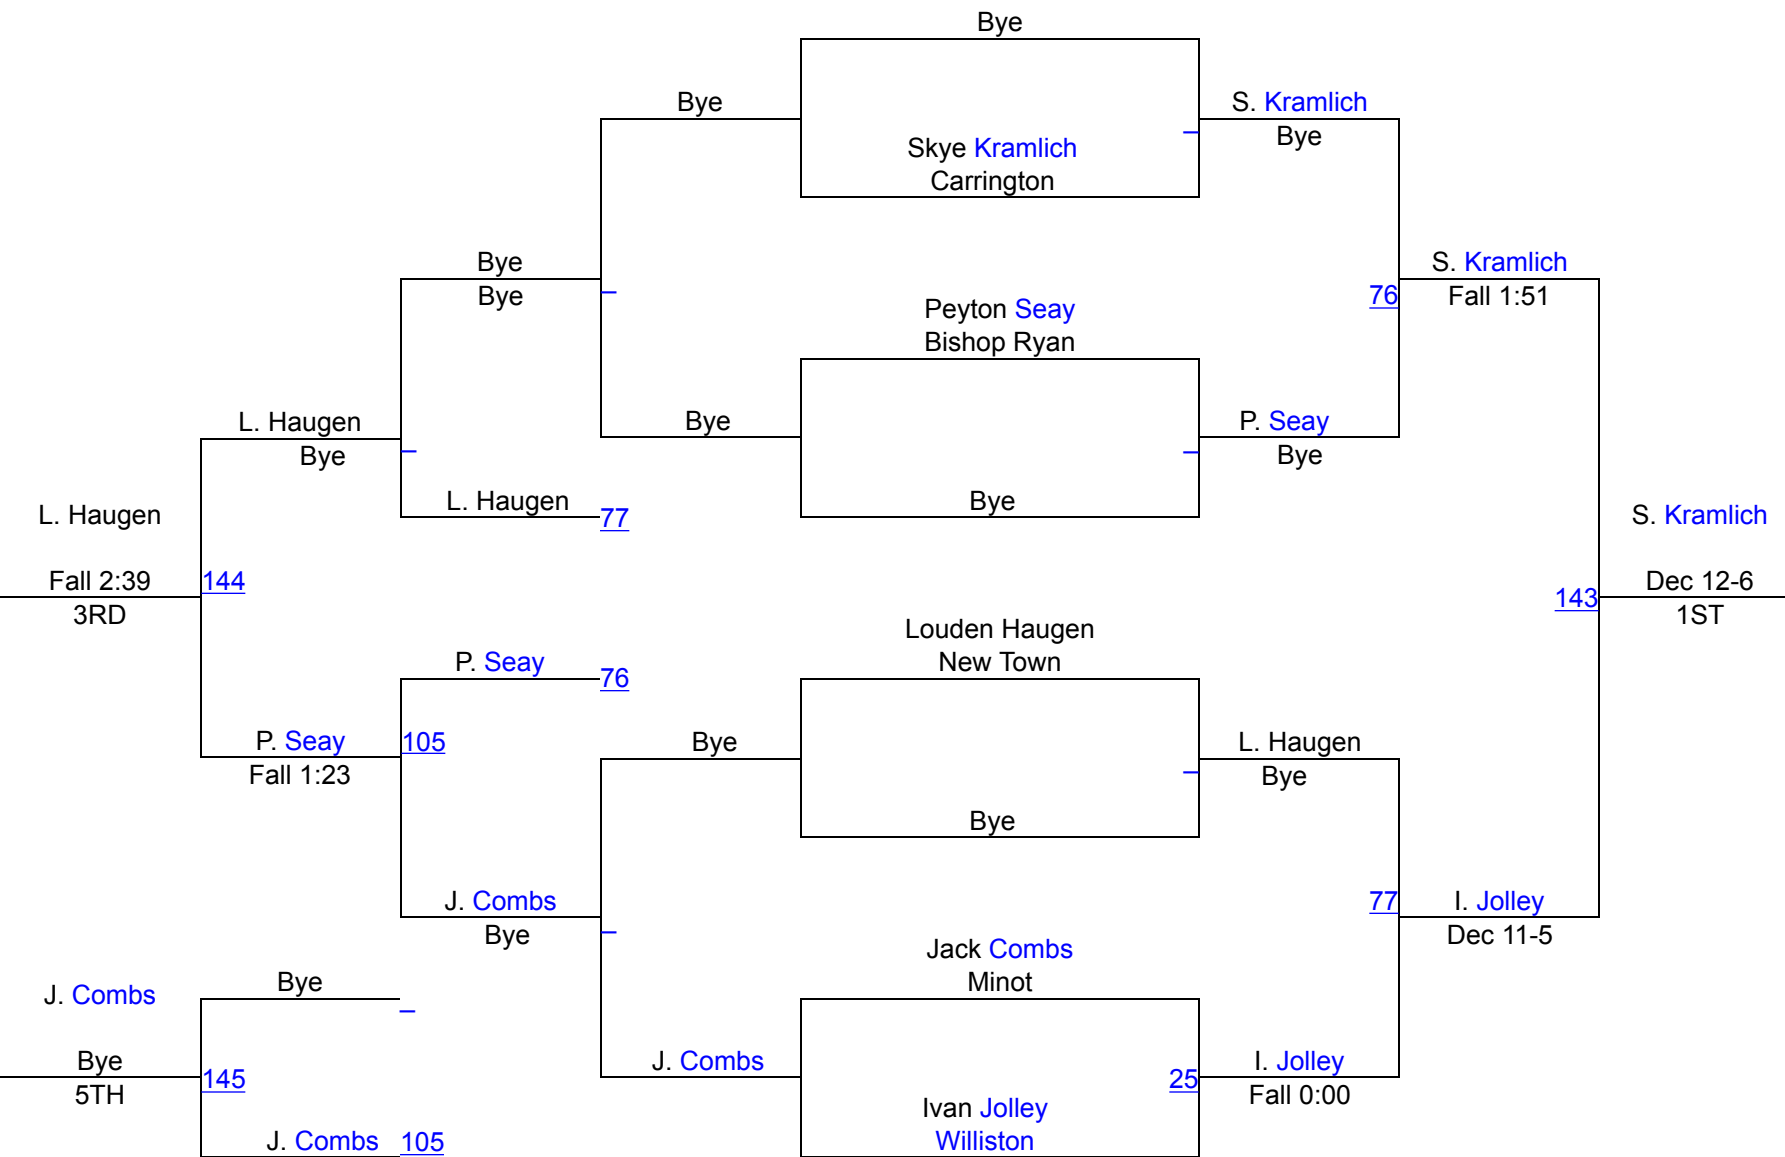 Bye
Bye
S. Kramlich
Bye
Skye Kramlich
Carrington
Bye
Bye
S. Kramlich
Fall 1:51
76
Peyton Seay
Bishop Ryan
L. Haugen
Bye
Bye
P. Seay
Bye
L. Haugen
L. Haugen
77
Bye
S. Kramlich
Fall 2:39
144
3RD
143
Dec 12-6
1ST
Louden Haugen
New Town
P. Seay
76
P. Seay
105
Fall 1:23
Bye
L. Haugen
Bye
Bye
J. Combs
Bye
77
I. Jolley
Dec 11-5
Jack Combs
Minot
J. Combs
Bye
Bye
5TH
145
J. Combs
25
I. Jolley
Fall 0:00
Ivan Jolley
Williston
J. Combs
105